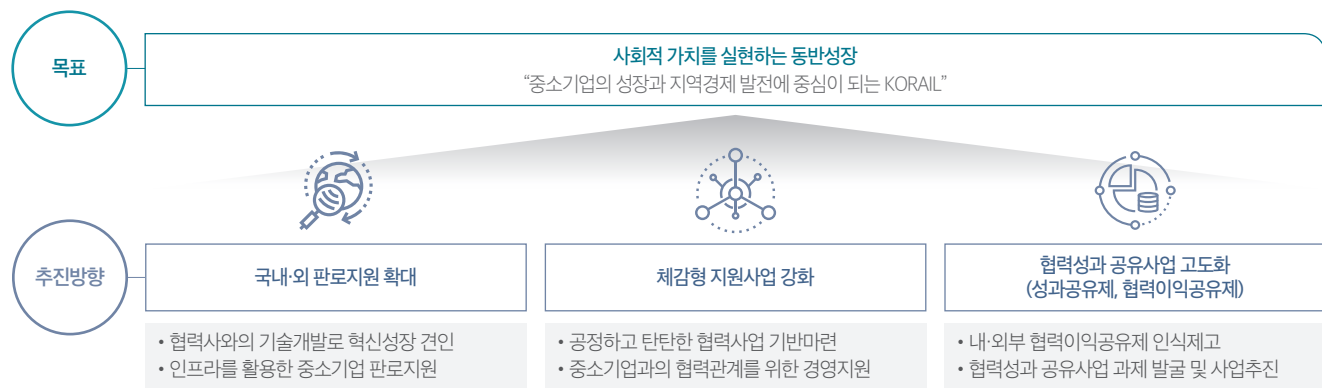 목표
사회적 가치를 실현하는 동반성장
“중소기업의 성장과 지역경제 발전에 중심이 되는 KORAIL”
추진방향
국내·외 판로지원 확대
• 협력사와의 기술개발로 혁신성장 견인
• 인프라를 활용한 중소기업 판로지원
체감형 지원사업 강화
• 공정하고 탄탄한 협력사업 기반마련
• 중소기업과의 협력관계를 위한 경영지원
협력성과 공유사업 고도화
(성과공유제, 협력이익공유제)
• 내·외부 협력이익공유제 인식제고
• 협력성과 공유사업 과제 발굴 및 사업추진